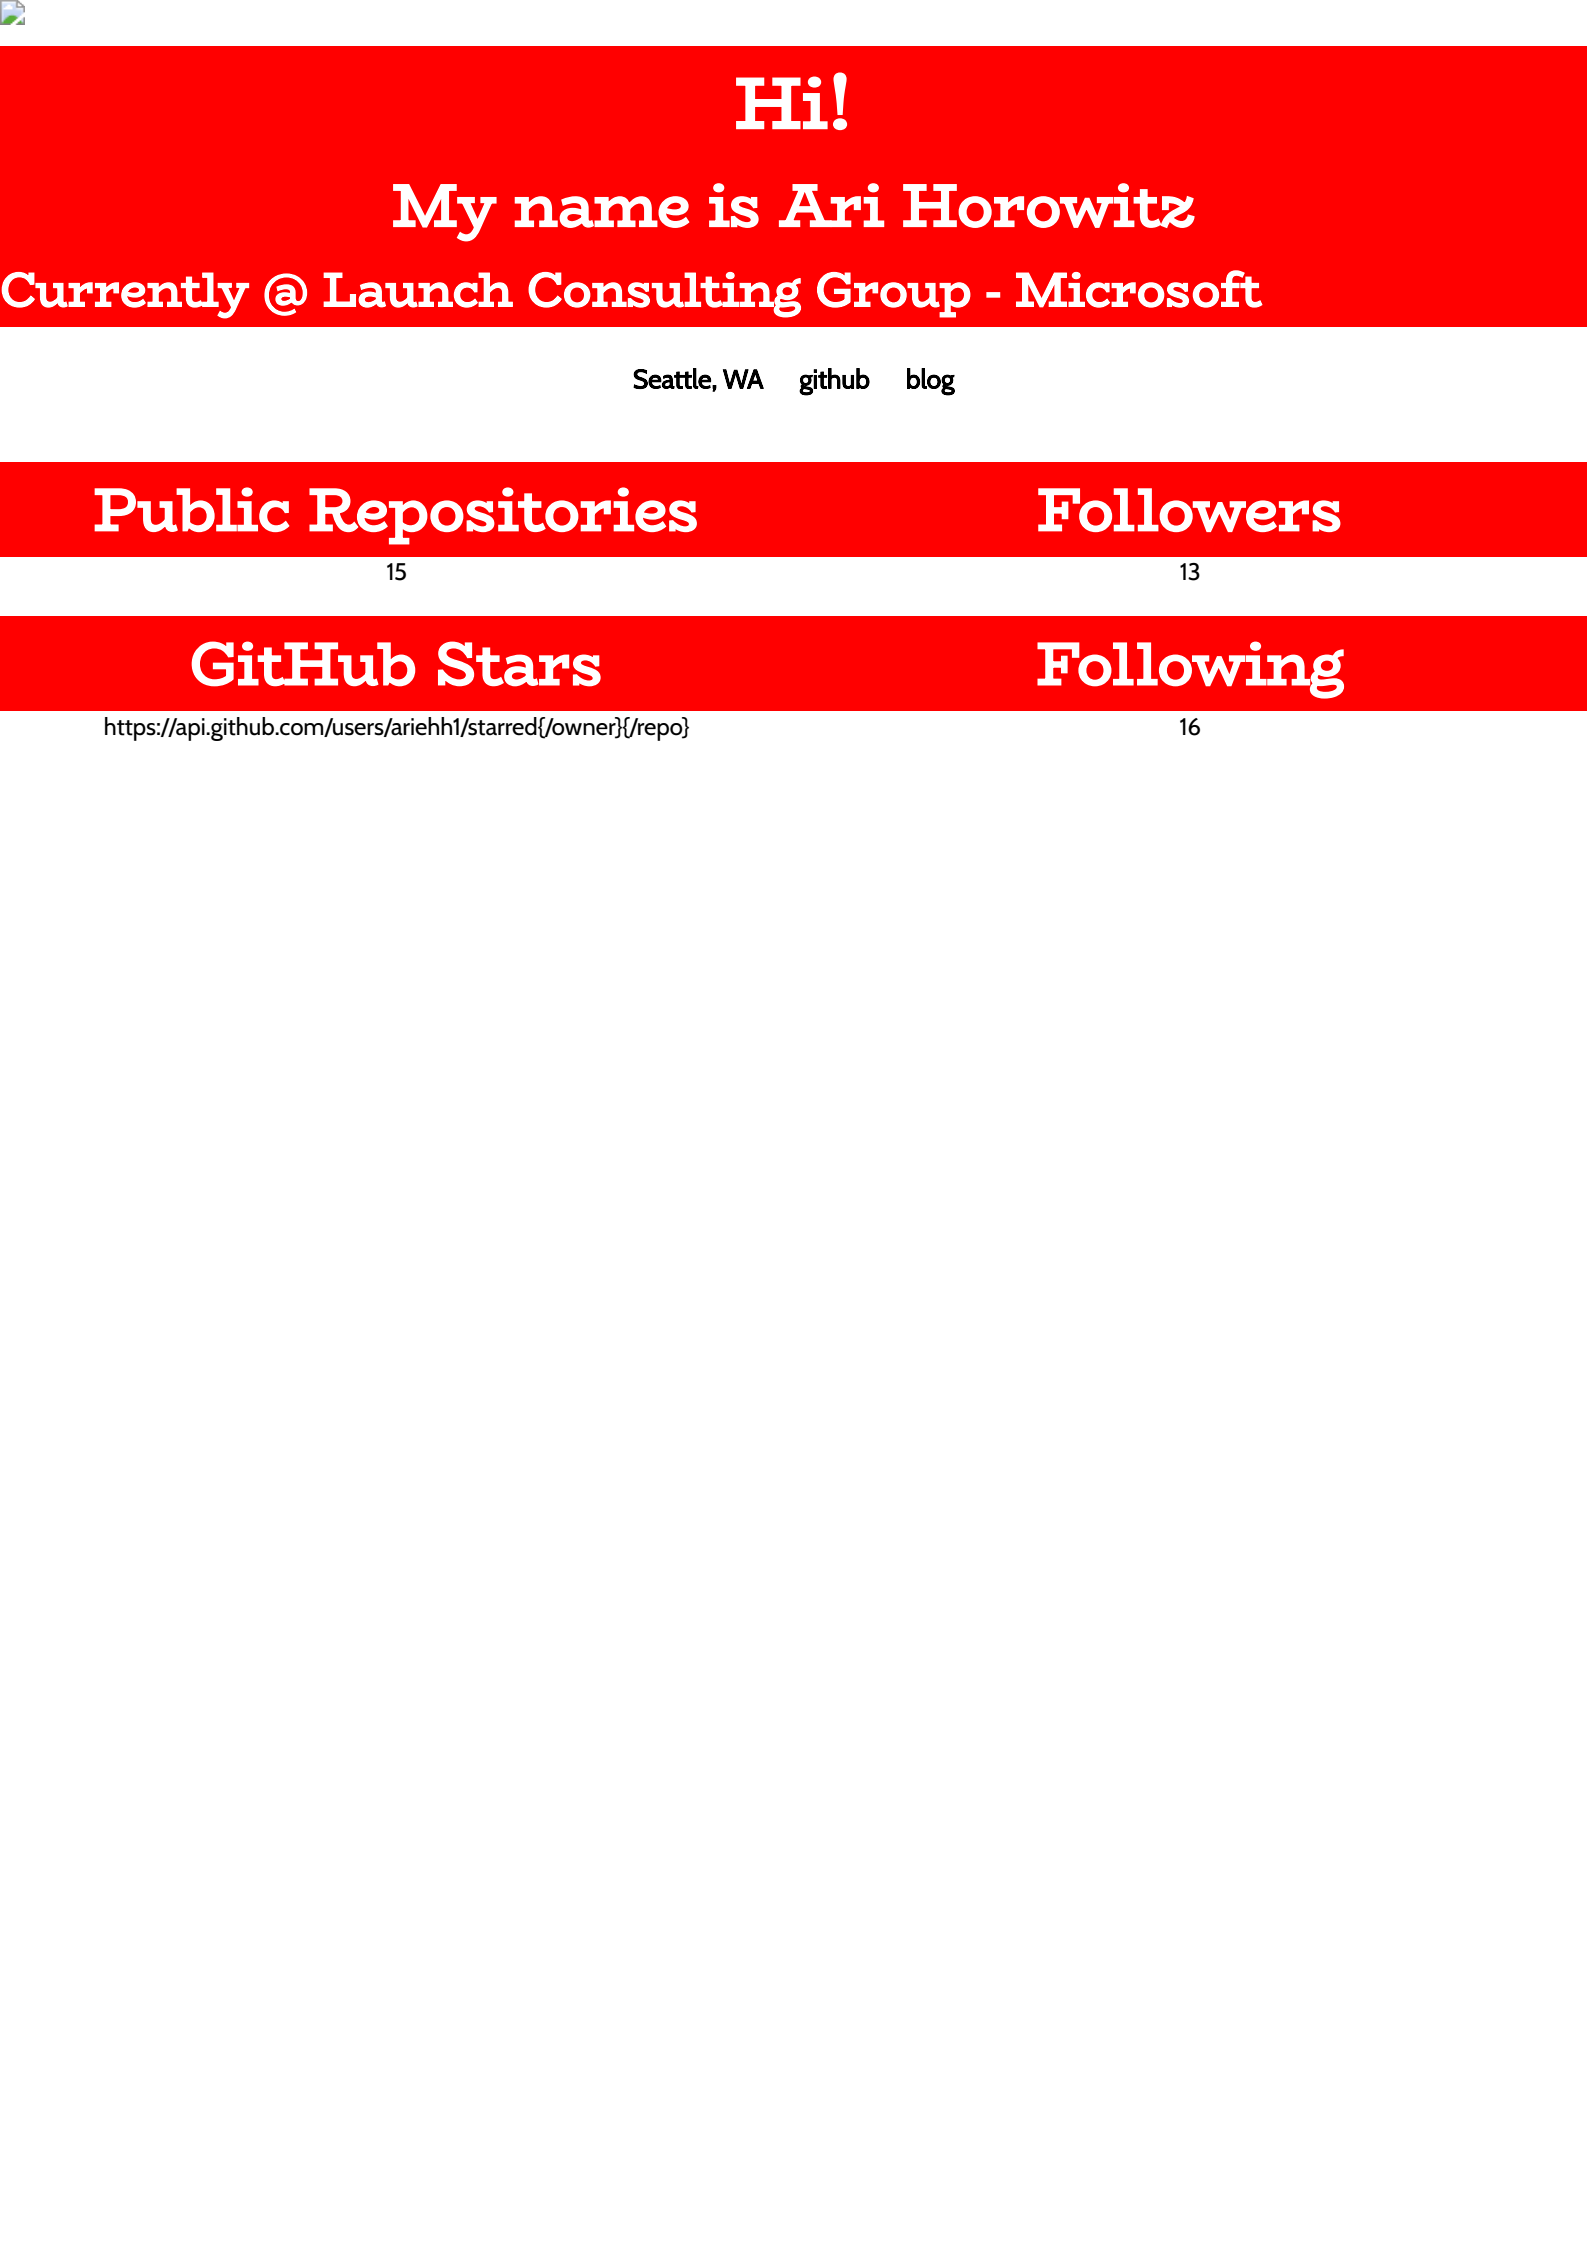 Hi!
My name is Ari Horowitz
Currently @ Launch Consulting Group - Microsoft
Seattle, WA github blog
Public Repositories
15
Followers
13
GitHub Stars
https://api.github.com/users/ariehh1/starred{/owner}{/repo}
Following
16